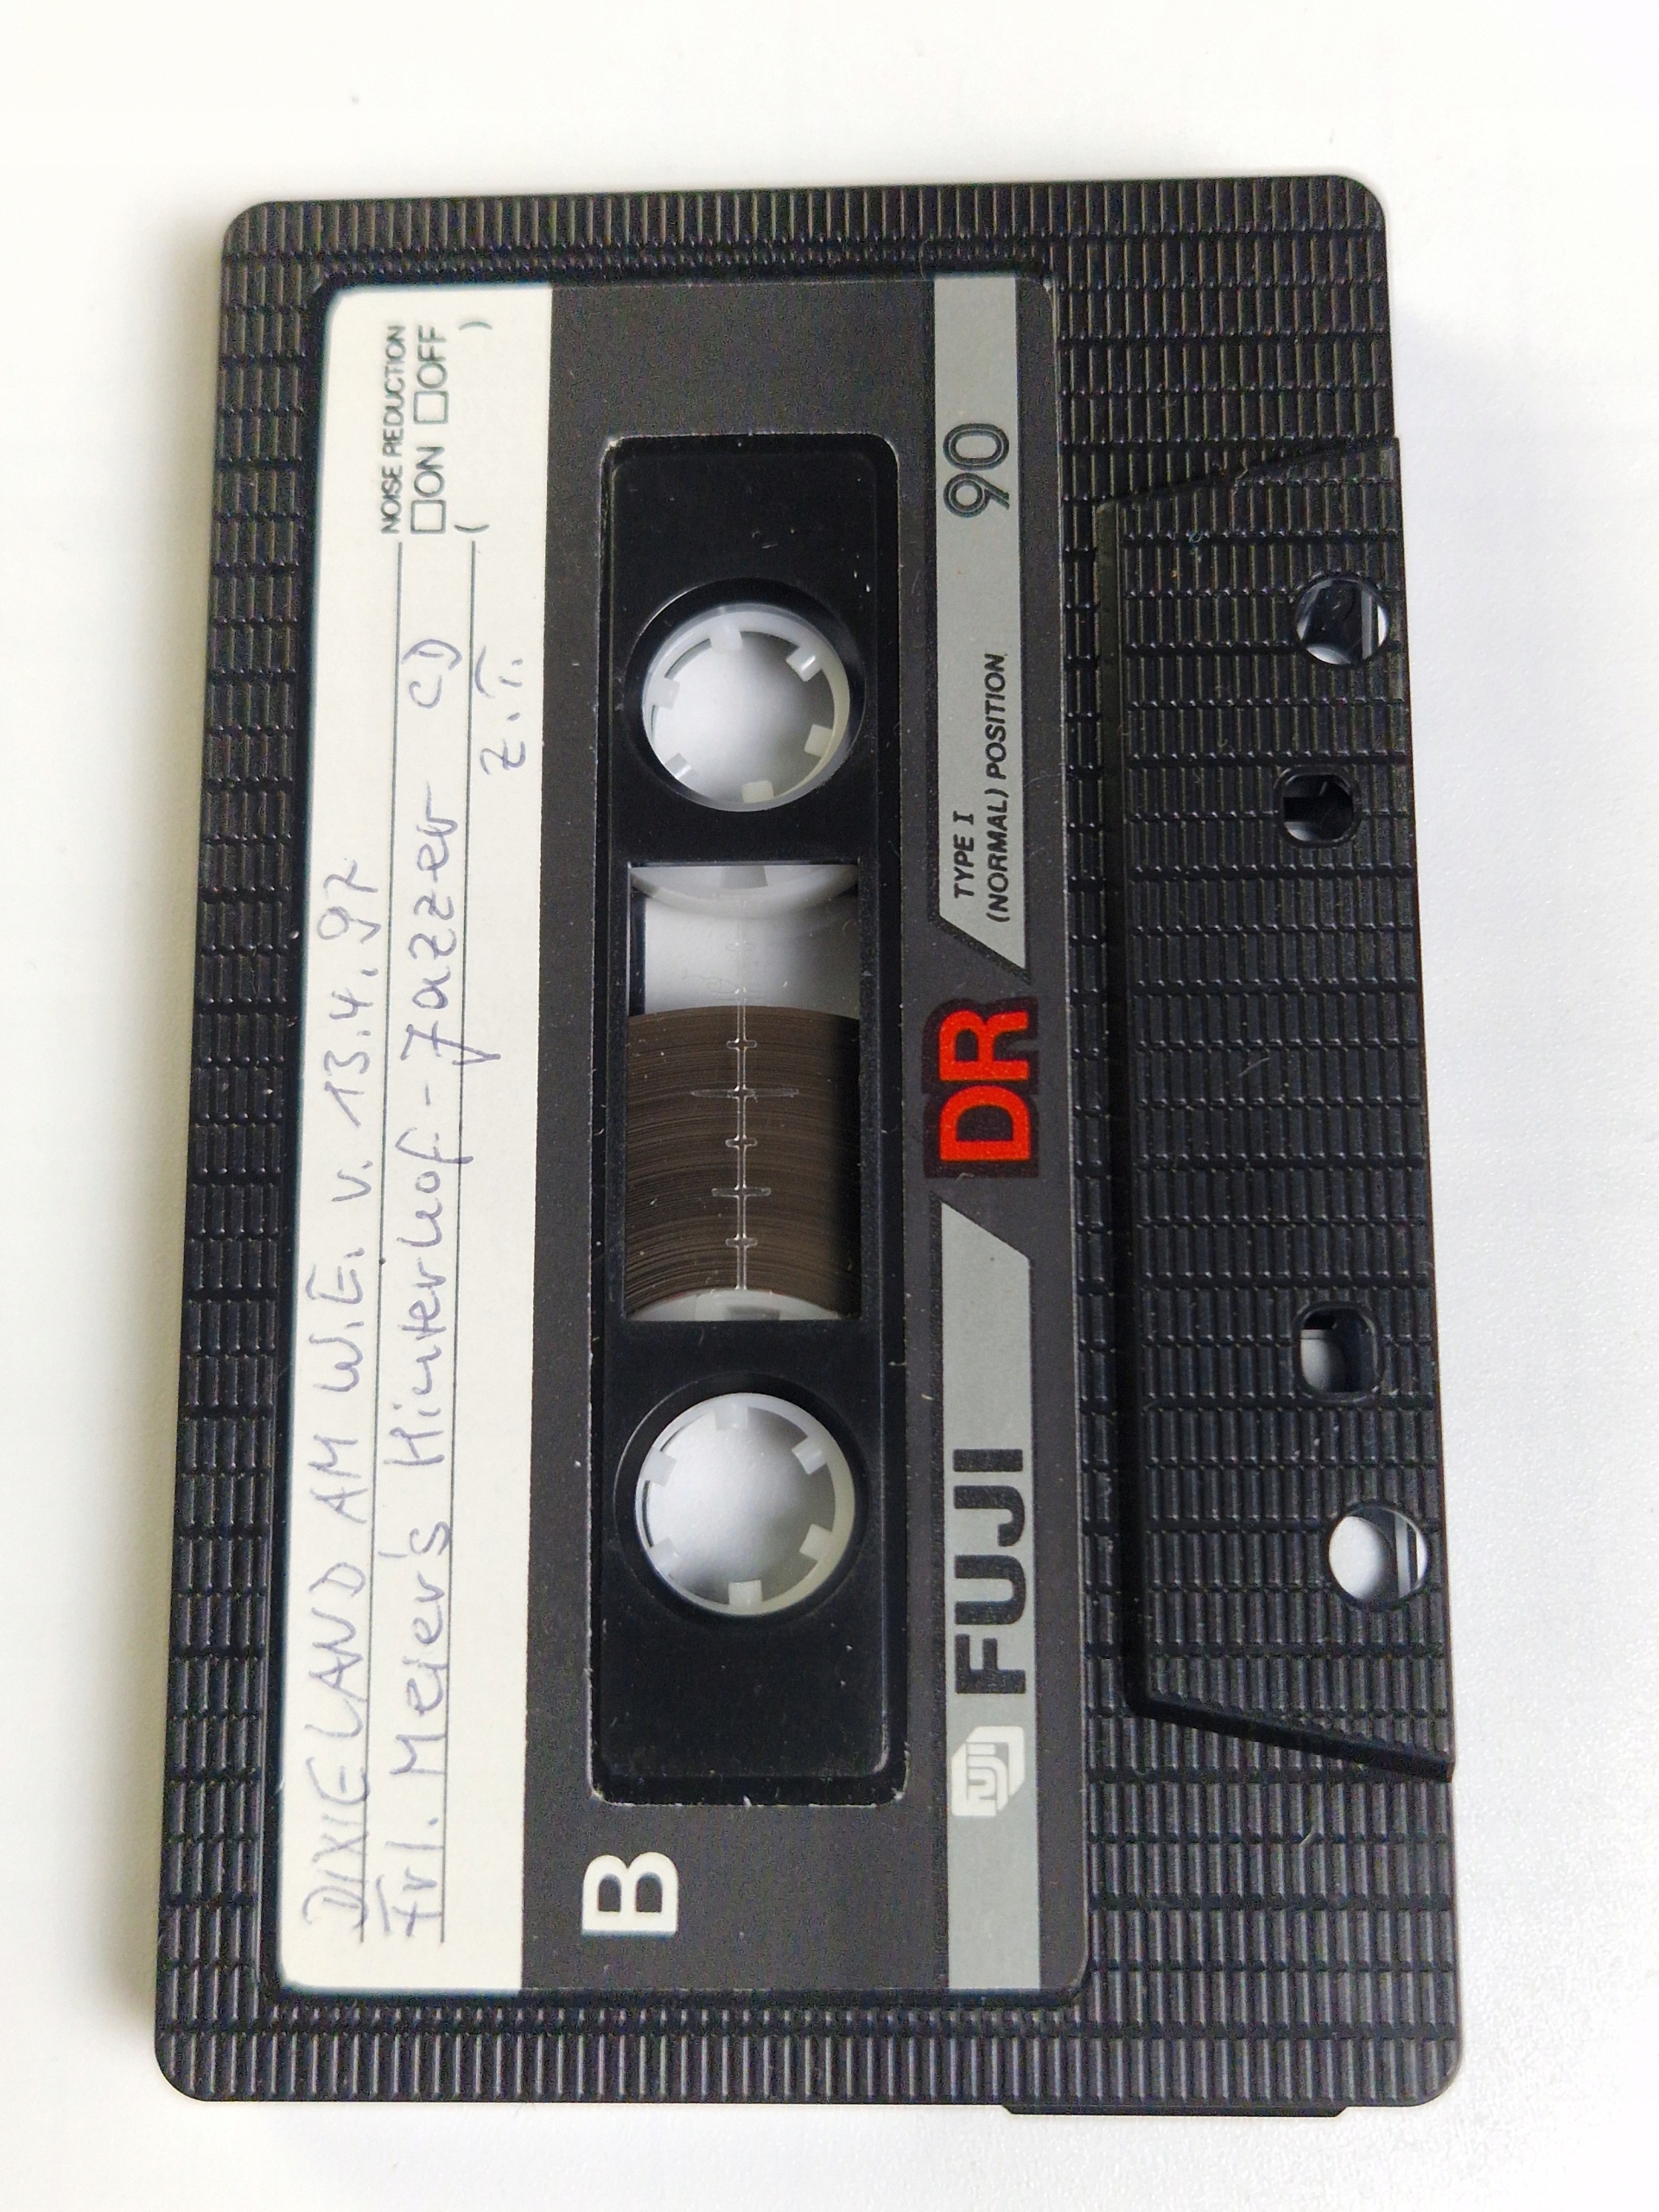 DIXIELAND AM W.E. v. 13.4.97
Frl. Meier's Hinterhof-Jazzer CD
z.T.
NOISE REDUCTION
□ON □OFF
( )
B
FUJI FUJI
DR
TYPE I
(NORMAL) POSITION
90